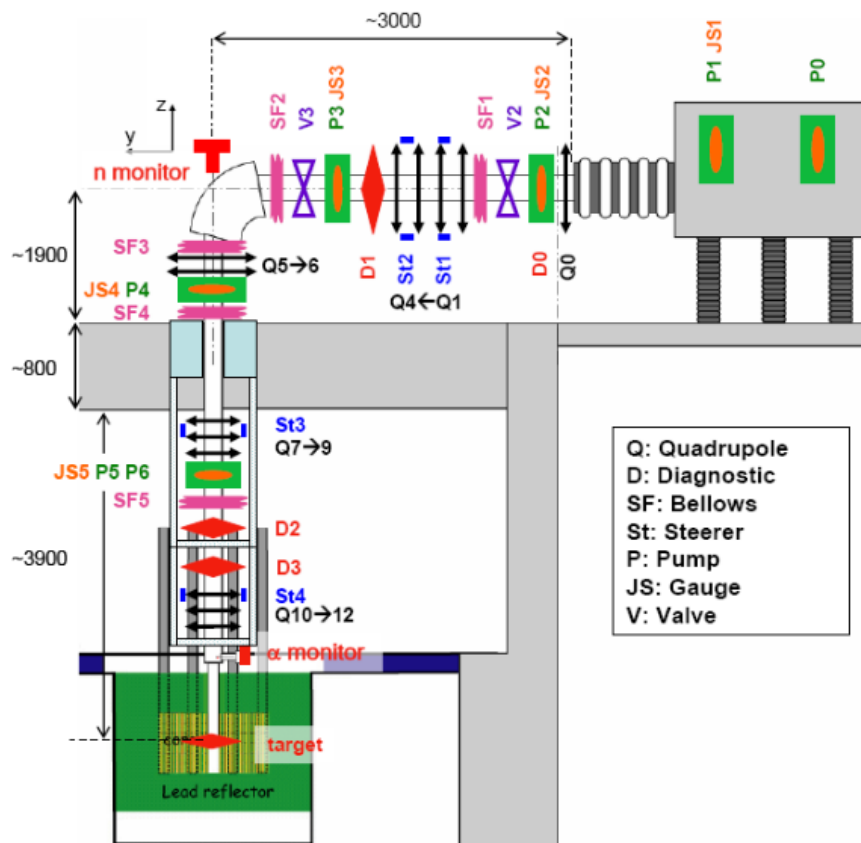 ~3000
P1 JS1
P0
SF2
V3
P3 JS3
SF1
V2
P2 JS2
z
y
n monitor
~1900
SF3
Q5→6
D1
St2
St1
D0
Q0
JS4 P4
Q4←Q1
SF4
~800
St3
Q7→9
JS5 P5 P6
SF5
D2
~3900
D3
St4
Q10→12
α monitor
target
Lead reflector
Q: Quadrupole
D: Diagnostic
SF: Bellows
St: Steerer
P: Pump
JS: Gauge
V: Valve